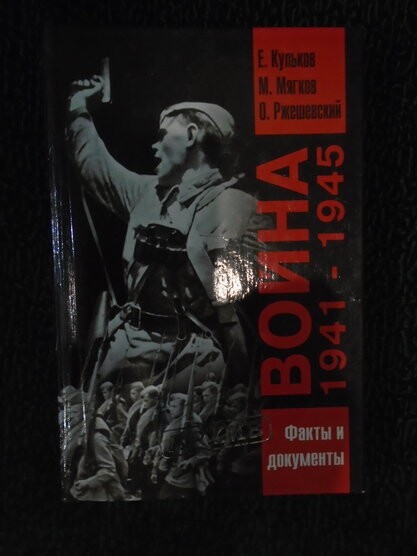 Е. Кульков
М. Мягков
О. Ржешевский
ВОЙНА
1941 - 1945
Факты и
документы